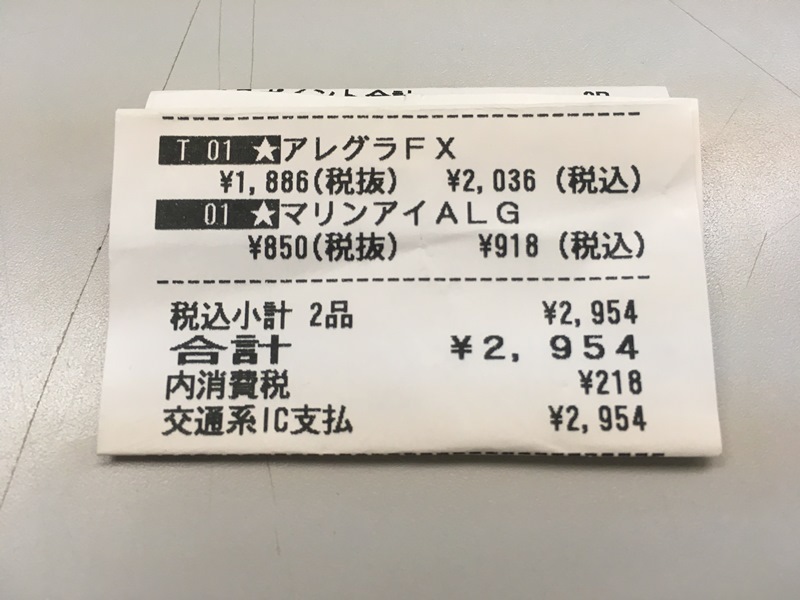 T 01 ★アレグラＦＸ
¥1,886(税抜) ¥2,036 (税込)
01 ★マリンアイＡＬＧ
¥850(税抜) ¥918 (税込)
税込小計 2品 ¥2,954
合計 ¥2,954
内消費税 ¥218
交通系IC支払 ¥2,954